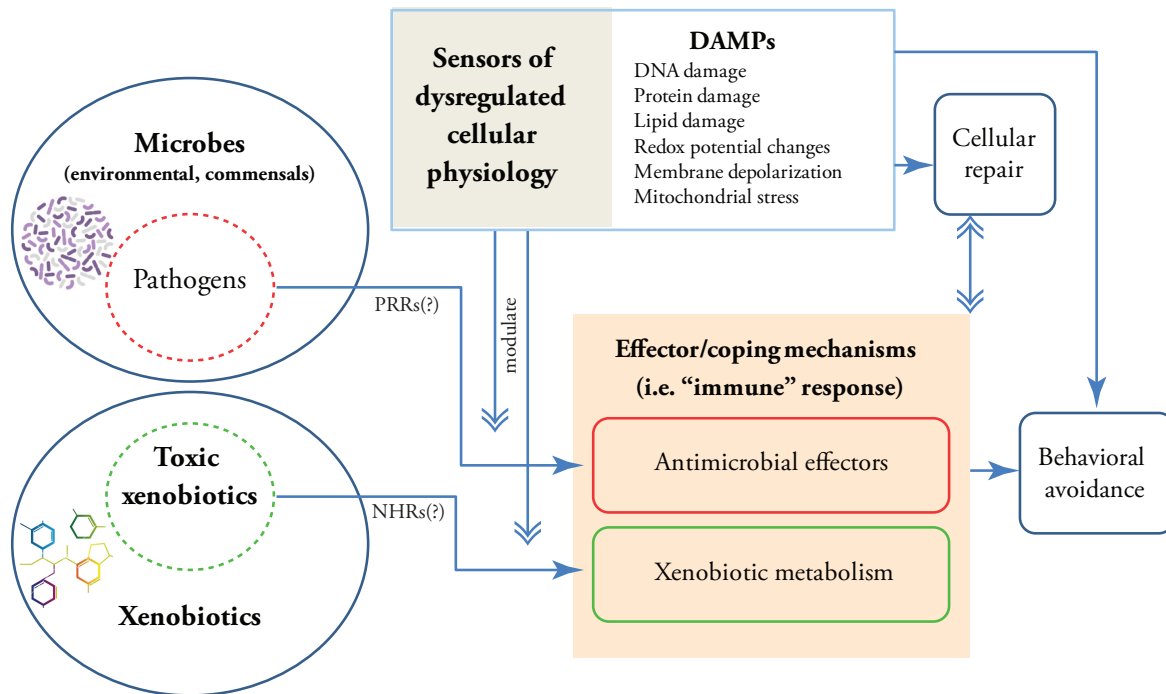 Sensors of
dysregulated
cellular
physiology
DAMPs
DNA damage
Protein damage
Lipid damage
Redox potential changes
Membrane depolarization
Mitochondrial stress
Cellular
repair
Microbes
(environmental, commensals)
Pathogens
PRRs(?)
modulate
Effector/coping mechanisms
(i.e. “immune” response)
Antimicrobial effectors
Xenobiotic metabolism
Behavioral
avoidance
Toxic
xenobiotics
NHRs(?)
Xenobiotics